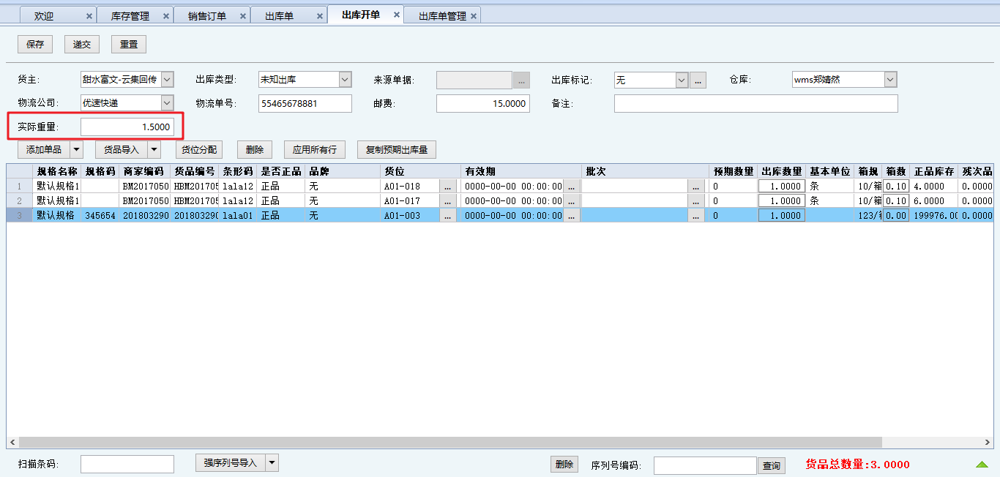 欢迎 库存管理 销售订单 出库单 出库开单 出库单管理
保存 递交 重置
货主: 甜水富文-云集回传 出库类型: 未知出库 来源单据: ... 出库标记: 无 ... 仓库: wms郑婧然
物流公司: 优速快递 物流单号: 55465678881 邮费: 15.0000 备注:
实际重量: 1.5000
添加单品 货品导入 货位分配 删除 应用所有行 复制预期出库量
规格名称 规格码 商家编码 货品编号 条形码 是否正品 品牌 货位 有效期 批次 预期数量 出库数量 基本单位 箱规 箱数 正品库存 残次品
1 默认规格1 BM2017050 HBM201705 lala12 正品 无 A01-018 ... 0000-00-00 00:00:00 ... ... 0 1.0000 条 10/箱 0.10 4.0000 0.0000
2 默认规格1 BM2017050 HBM201705 lala12 正品 无 A01-017 ... 0000-00-00 00:00:00 ... ... 0 1.0000 条 10/箱 0.10 6.0000 0.0000
3 默认规格 345654 201803290 201803290 lala01 正品 无 A01-003 ... 0000-00-00 00:00:00 ... ... 0 1.0000 123/箱 0.00 199976.00 0.0000
扫描条码: 强序列号导入 删除 序列号编码: 查询 货品总数量:3.0000